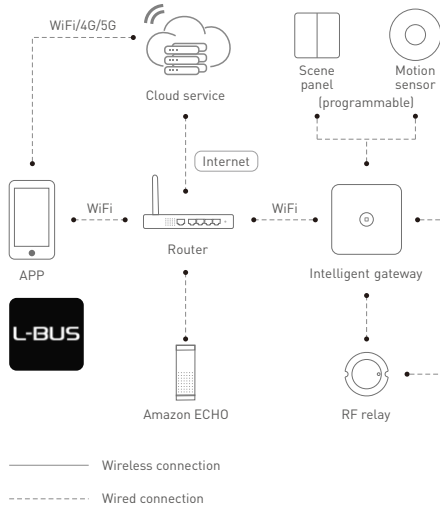 WiFi/4G/5G
Cloud service
Scene
panel
Motion
sensor
(programmable)
Internet
WiFi
WiFi
APP
Router
Intelligent gateway
L-BUS
Amazon ECHO
RF relay
Wireless connection
Wired connection